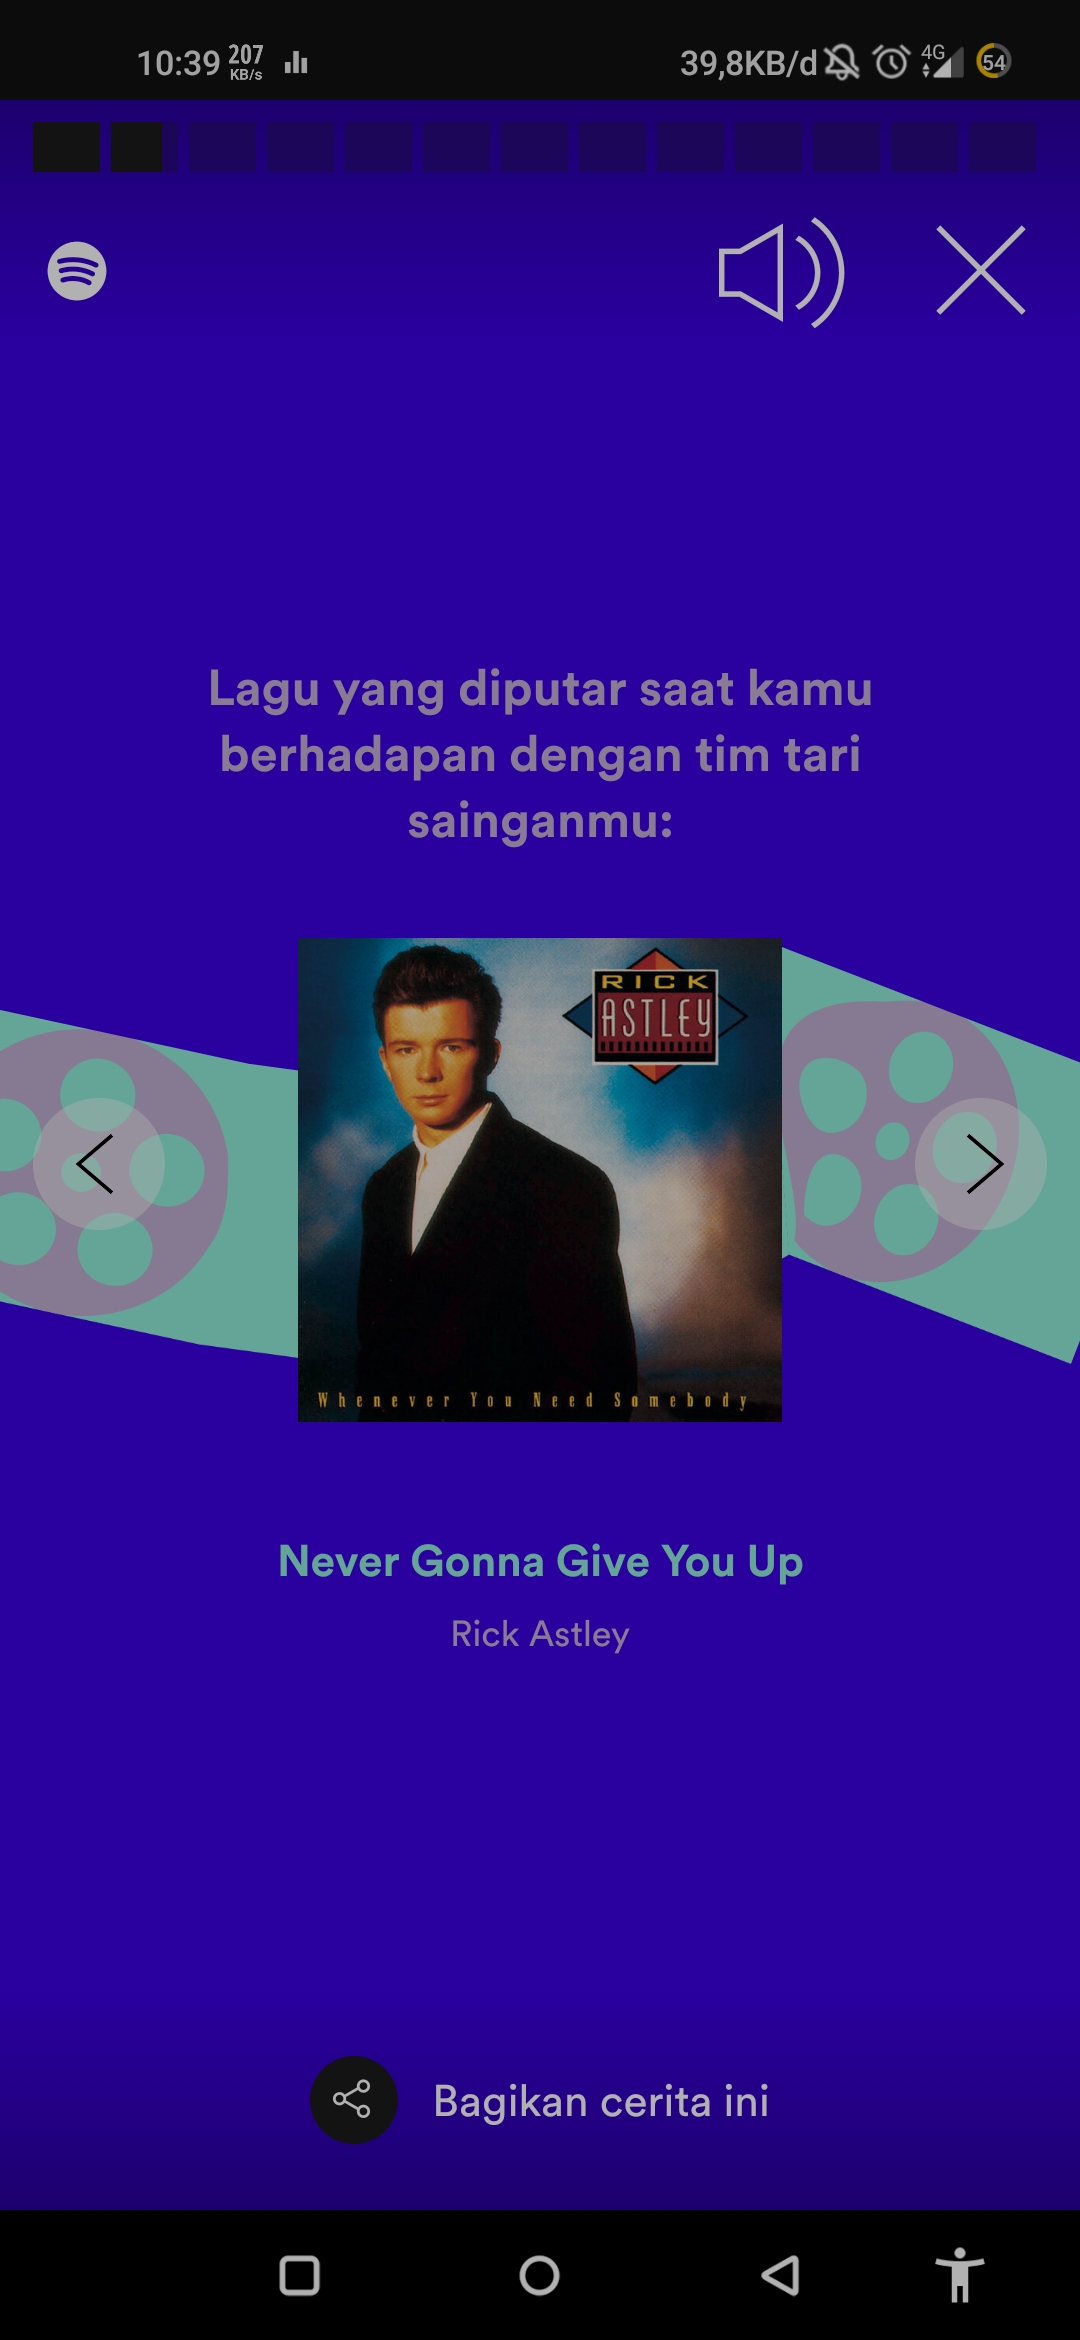 10:39 207 KB/s 39,8KB/d 4G 54
Lagu yang diputar saat kamu
berhadapan dengan tim tari
sainganmu:
RICK
ASTLEY
Whenever You Need Somebody
Never Gonna Give You Up
Rick Astley
Bagikan cerita ini